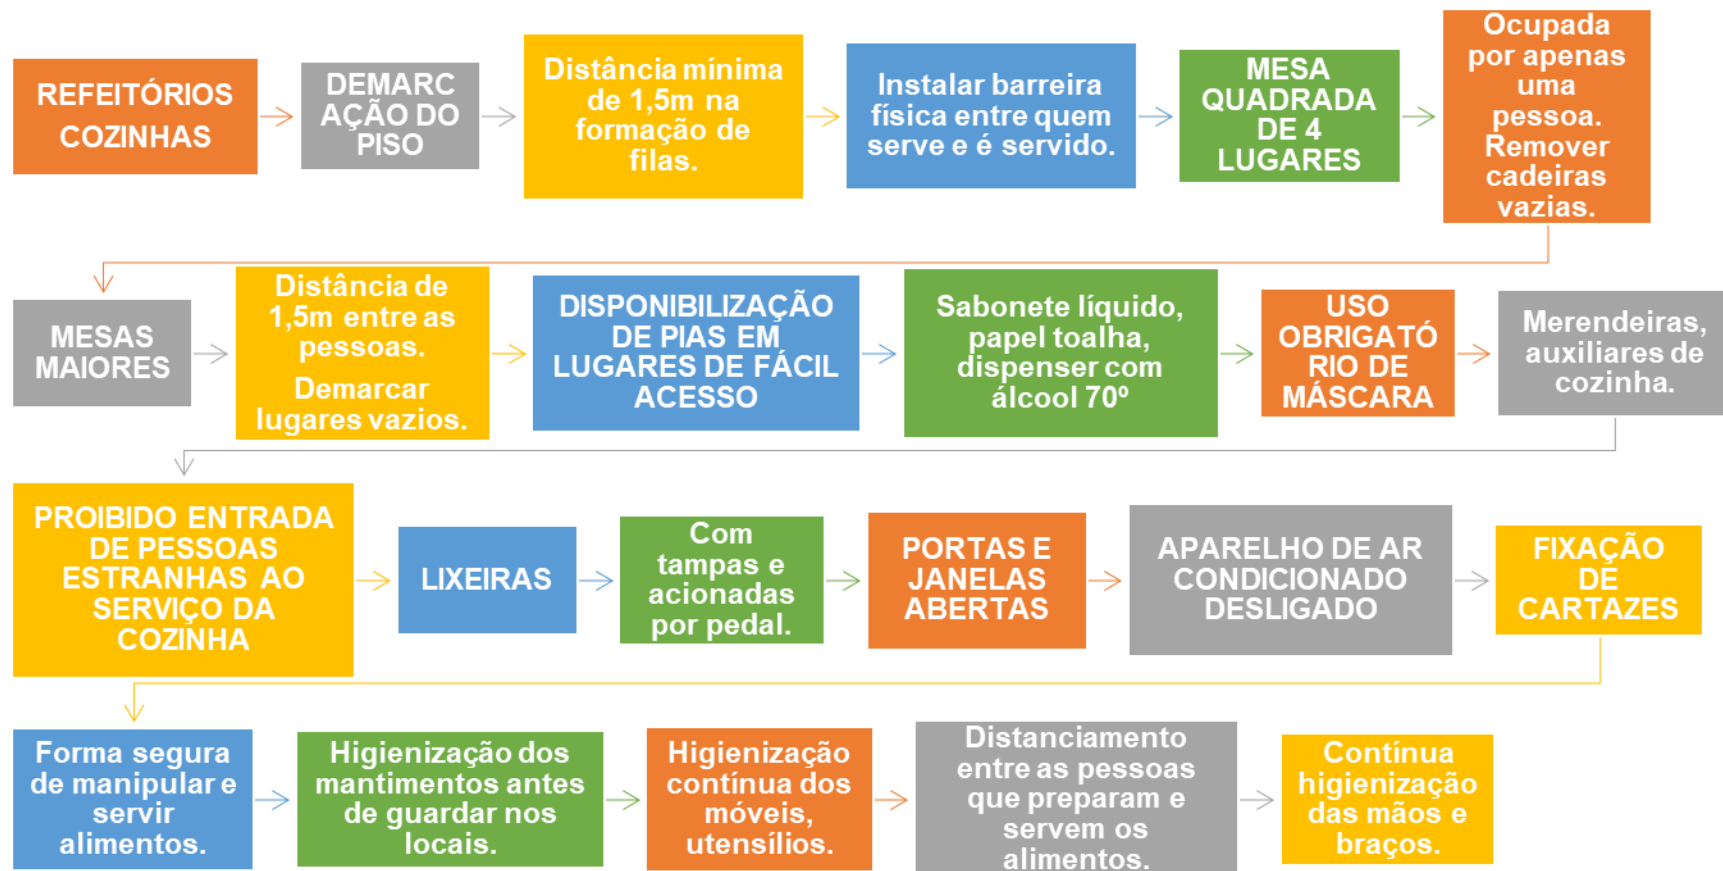 REFEITÓRIOS
COZINHAS
DEMARC
AÇÃO DO
PISO
Distância mínima
de 1,5m na
formação de
filas.
Instalar barreira
física entre quem
serve e é servido.
MESA
QUADRADA
DE 4
LUGARES
Ocupada
por apenas
uma
pessoa.
Remover
cadeiras
vazias.
MESAS
MAIORES
Distância de
1,5m entre as
pessoas.
Demarcar
lugares vazios.
DISPONIBILIZAÇÃO
DE PIAS EM
LUGARES DE FÁCIL
ACESSO
Sabonete líquido,
papel toalha,
dispenser com
álcool 70º
USO
OBRIGATÓ
RIO DE
MÁSCARA
Merendeiras,
auxiliares de
cozinha.
PROIBIDO ENTRADA
DE PESSOAS
ESTRANHAS AO
SERVIÇO DA
COZINHA
LIXEIRAS
Com
tampas e
acionadas
por pedal.
PORTAS E
JANELAS
ABERTAS
APARELHO DE AR
CONDICIONADO
DESLIGADO
FIXAÇÃO
DE
CARTAZES
Forma segura
de manipular e
servir
alimentos.
Higienização dos
mantimentos antes
de guardar nos
locais.
Higienização
contínua dos
móveis,
utensílios.
Distanciamento
entre as pessoas
que preparam e
servem os
alimentos.
Contínua
higienização
das mãos e
braços.